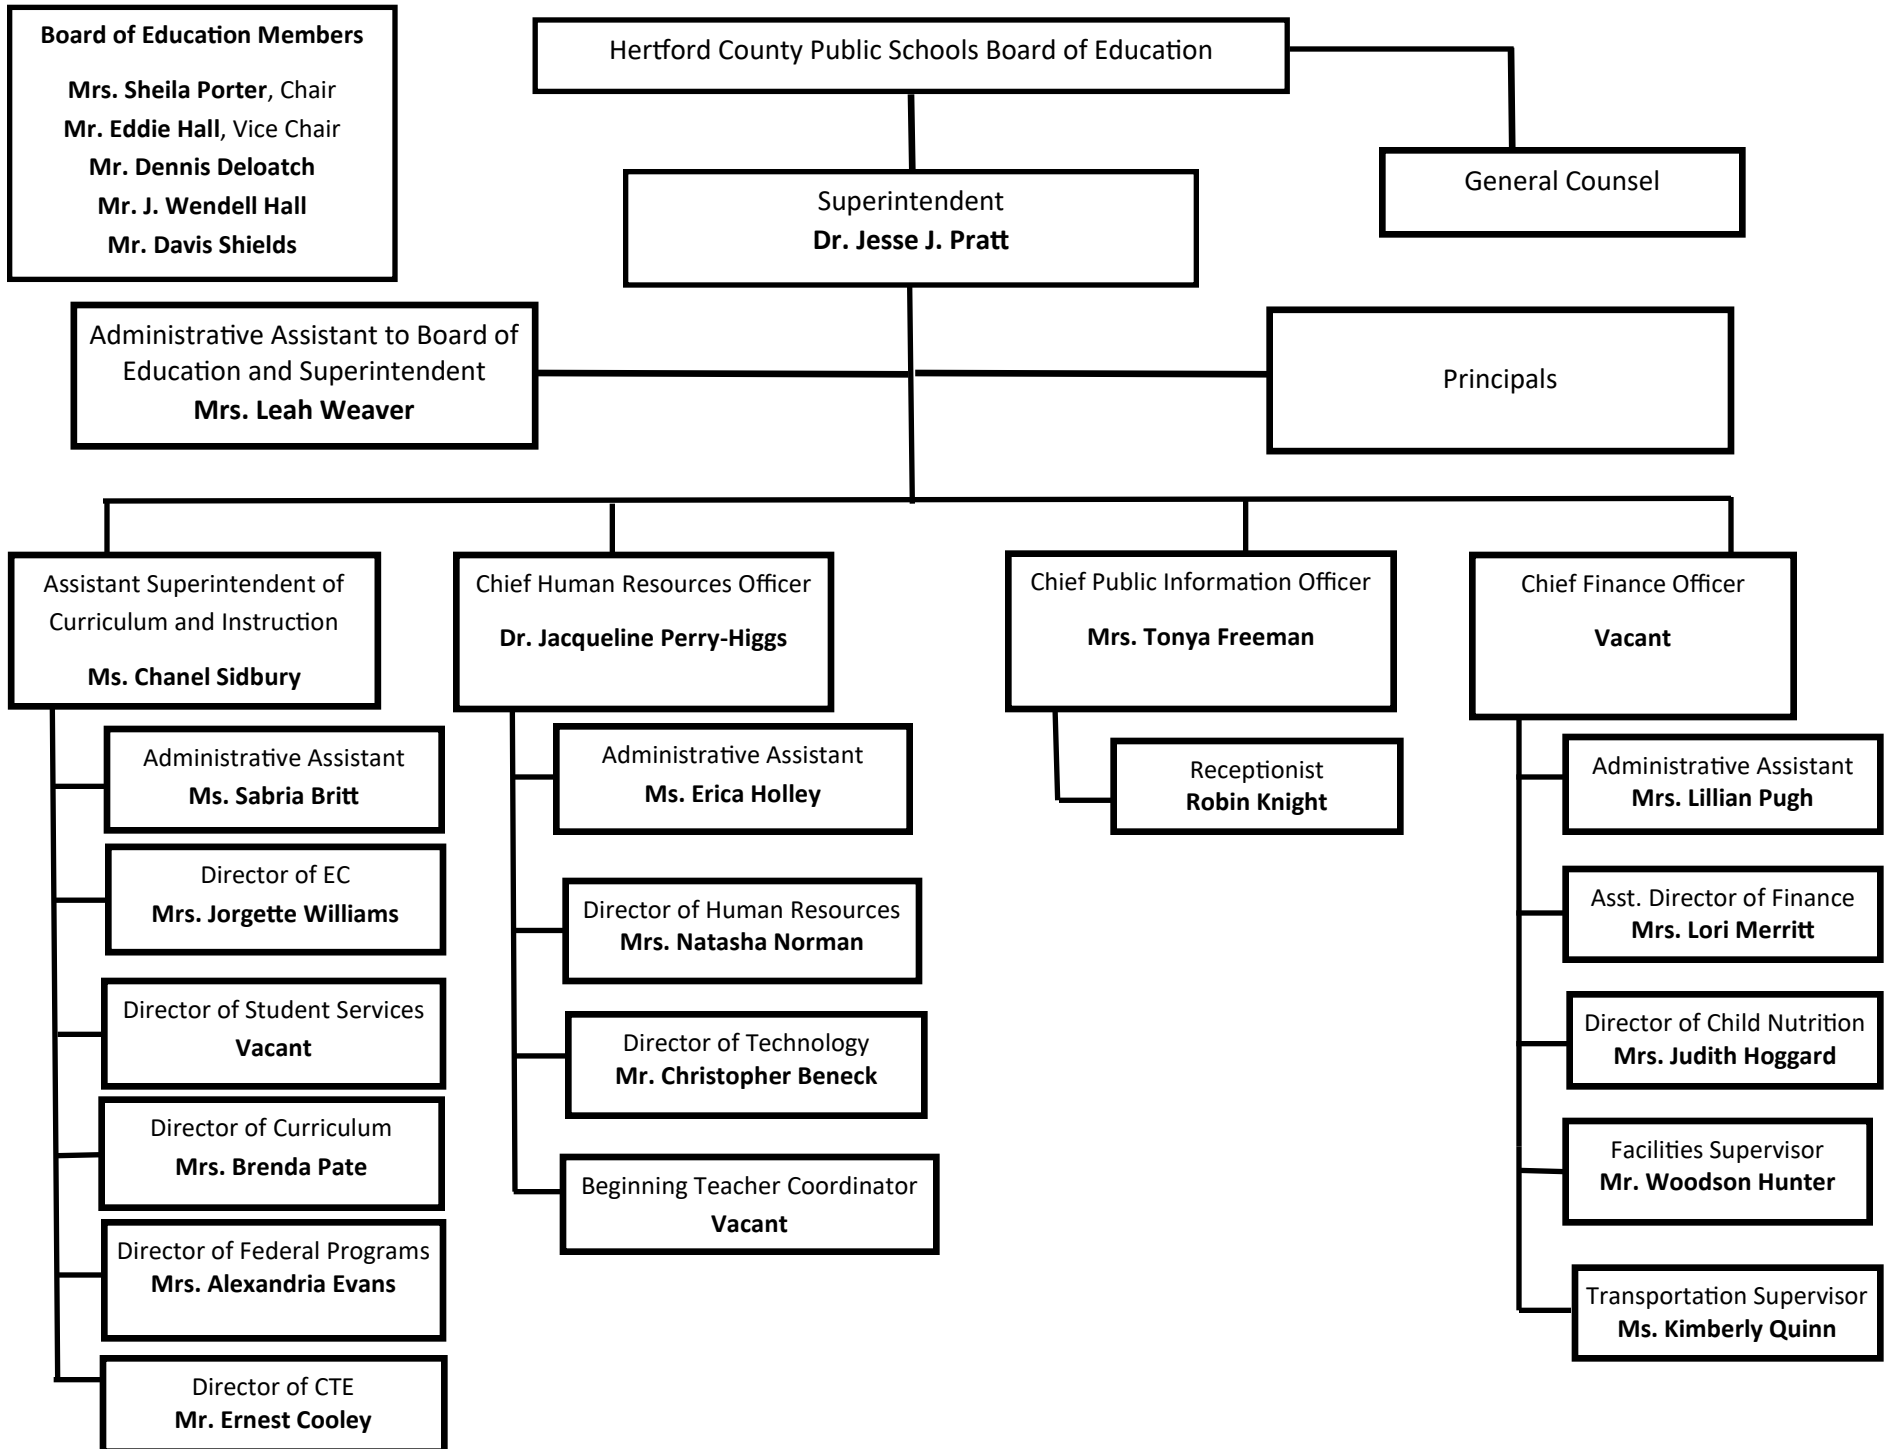 Board of Education Members
Mrs. Sheila Porter, Chair
Mr. Eddie Hall, Vice Chair
Mr. Dennis Deloatch
Mr. J. Wendell Hall
Mr. Davis Shields
Hertford County Public Schools Board of Education
General Counsel
Superintendent
Dr. Jesse J. Pratt
Administrative Assistant to Board of
Education and Superintendent
Mrs. Leah Weaver
Principals
Assistant Superintendent of
Curriculum and Instruction
Ms. Chanel Sidbury
Administrative Assistant
Ms. Sabria Britt
Director of EC
Mrs. Jorgette Williams
Director of Student Services
Vacant
Director of Curriculum
Mrs. Brenda Pate
Director of Federal Programs
Mrs. Alexandria Evans
Director of CTE
Mr. Ernest Cooley
Chief Human Resources Officer
Dr. Jacqueline Perry-Higgs
Administrative Assistant
Ms. Erica Holley
Director of Human Resources
Mrs. Natasha Norman
Director of Technology
Mr. Christopher Beneck
Beginning Teacher Coordinator
Vacant
Chief Public Information Officer
Mrs. Tonya Freeman
Receptionist
Robin Knight
Chief Finance Officer
Vacant
Administrative Assistant
Mrs. Lillian Pugh
Asst. Director of Finance
Mrs. Lori Merritt
Director of Child Nutrition
Mrs. Judith Hoggard
Facilities Supervisor
Mr. Woodson Hunter
Transportation Supervisor
Ms. Kimberly Quinn